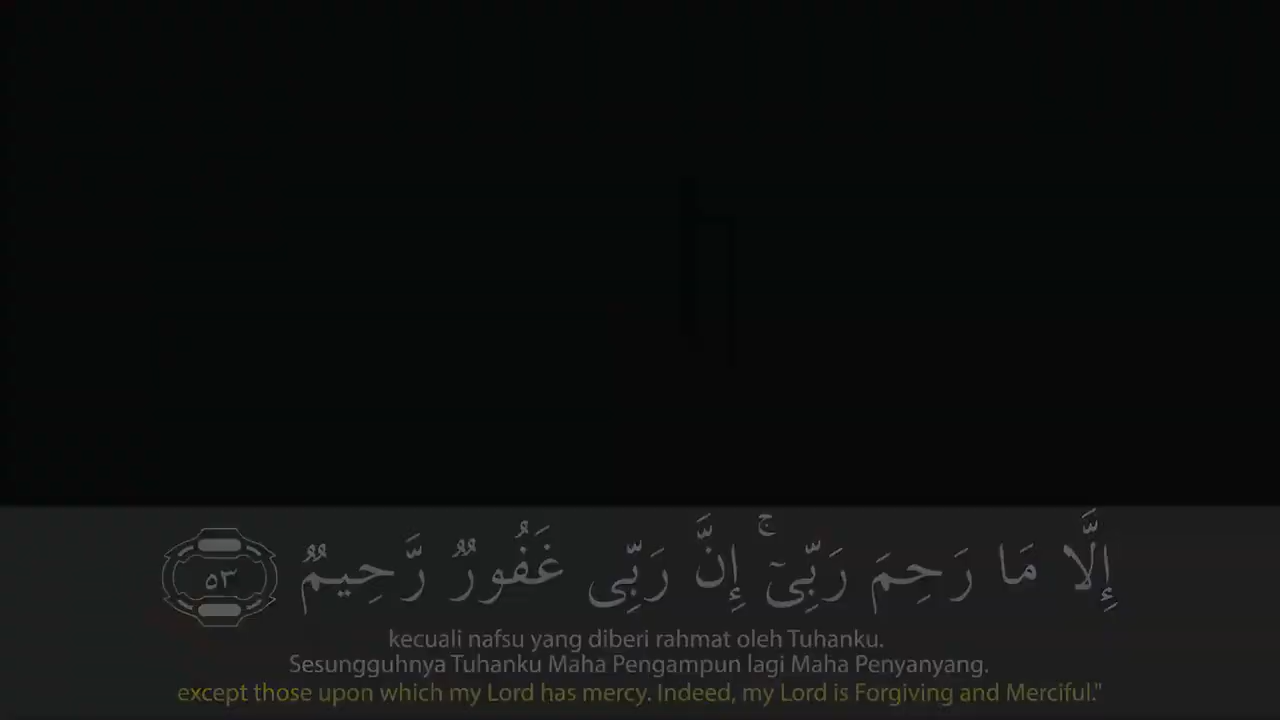 إِلَّا مَا رَحِمَ رَبِّىٓ ۚ إِنَّ رَبِّى غَفُورٌ رَّحِيمٌ ٥٣
kecuali nafsu yang diberi rahmat oleh Tuhanku.
Sesungguhnya Tuhanku Maha Pengampun lagi Maha Penyanyang.
except those upon which my Lord has mercy. Indeed, my Lord is Forgiving and Merciful."